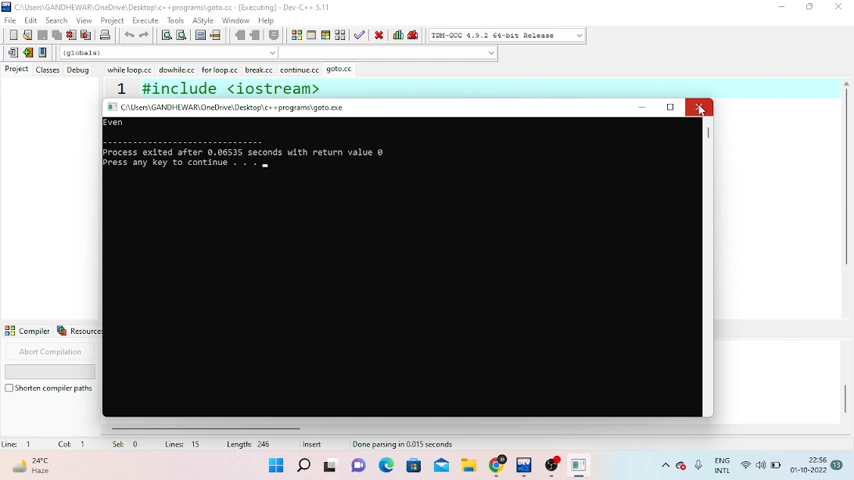 C:\Users\GANDHEWAR\OneDrive\Desktop\c++programs\goto.cc - [Executing] - Dev-C++ 5.11
File Edit Search View Project Execute Tools AStyle Window Help
TDM-GCC 4.9.2 64-bit Release
(globals)
Project Classes Debug while loop.cc dowhile.cc for loop.cc break.cc continue.cc goto.cc
1 #include <iostream>
C:\Users\GANDHEWAR\OneDrive\Desktop\c++programs\goto.exe
Even
--------------------------------
Process exited after 0.06535 seconds with return value 0
Press any key to continue . . .
Compiler Resources
Abort Compilation
Shorten compiler paths
Line: 1 Col: 1 Sel: 0 Lines: 15 Length: 246 Insert Done parsing in 0.015 seconds
24°C
Haze
ENG
INTL
22:56
01-10-2022
13